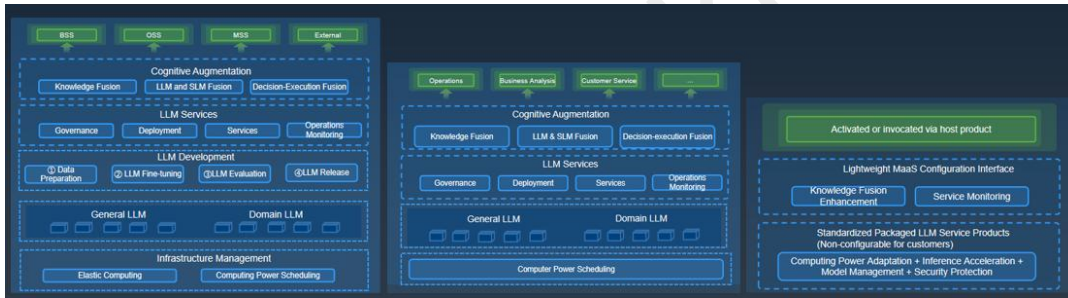 BSS
OSS
MSS
External
Cognitive Augmentation
Knowledge Fusion
LLM and SLM Fusion
Decision-Execution Fusion
LLM Services
Governance
Deployment
Services
Operations
Monitoring
LLM Development
① Data
Preparation
② LLM Fine-tuning
③LLM Evaluation
④LLM Release
General LLM
Domain LLM
Infrastructure Management
Elastic Computing
Computing Power Scheduling
Operations
Business Analysis
Customer Service
...
Cognitive Augmentation
Knowledge Fusion
LLM & SLM Fusion
Decision-execution Fusion
LLM Services
Governance
Deployment
Services
Operations
Monitoring
General LLM
Domain LLM
Computer Power Scheduling
Activated or invocated via host product
Lightweight MaaS Configuration Interface
Knowledge Fusion
Enhancement
Service Monitoring
Standardized Packaged LLM Service Products
(Non-configurable for customers)
Computing Power Adaptation + Inference Acceleration +
Model Management + Security Protection